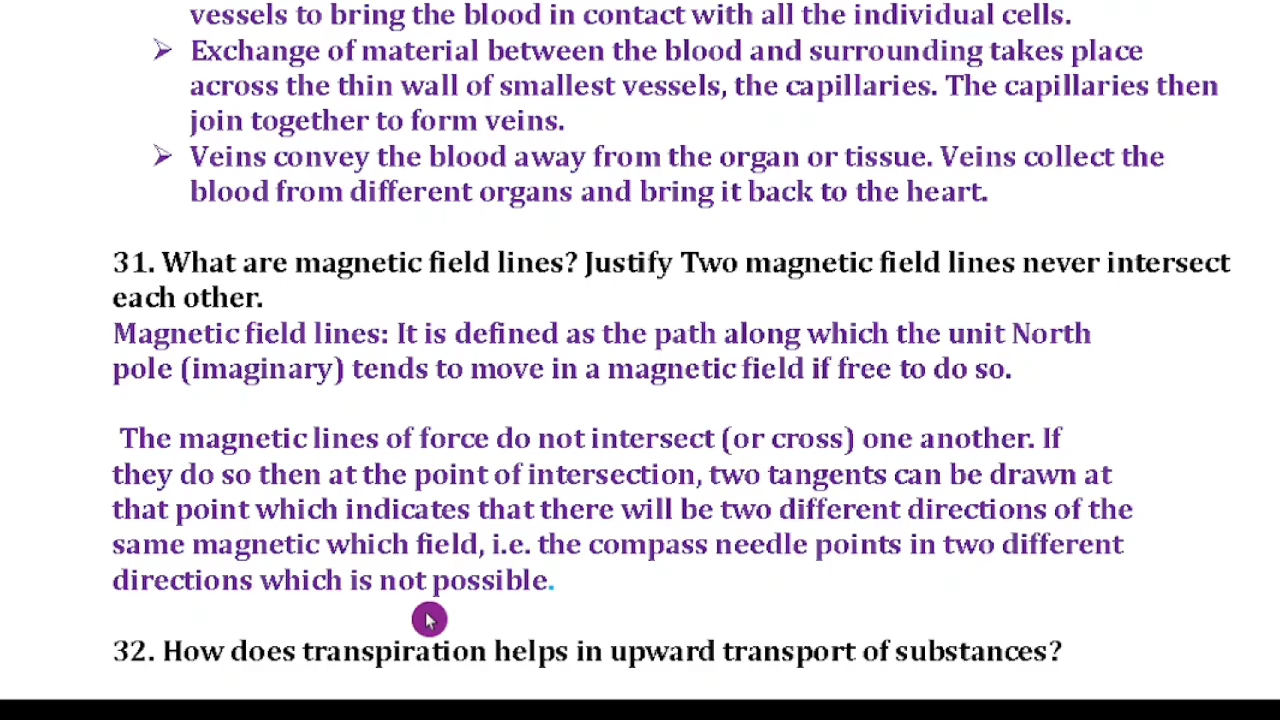 vessels to bring the blood in contact with all the individual cells.
➢ Exchange of material between the blood and surrounding takes place
across the thin wall of smallest vessels, the capillaries. The capillaries then
join together to form veins.
➢ Veins convey the blood away from the organ or tissue. Veins collect the
blood from different organs and bring it back to the heart.
31. What are magnetic field lines? Justify Two magnetic field lines never intersect
each other.
Magnetic field lines: It is defined as the path along which the unit North
pole (imaginary) tends to move in a magnetic field if free to do so.
The magnetic lines of force do not intersect (or cross) one another. If
they do so then at the point of intersection, two tangents can be drawn at
that point which indicates that there will be two different directions of the
same magnetic which field, i.e. the compass needle points in two different
directions which is not possible.
32. How does transpiration helps in upward transport of substances?